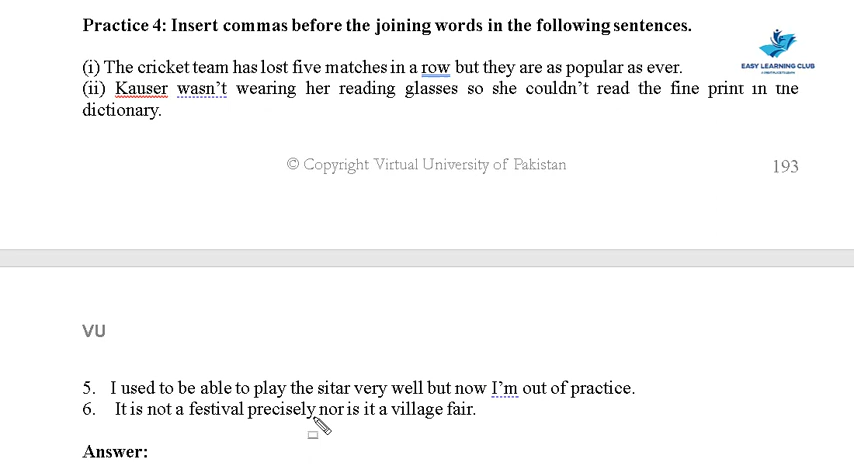 Practice 4: Insert commas before the joining words in the following sentences.
EASY LEARNING CLUB
(i) The cricket team has lost five matches in a row but they are as popular as ever.
(ii) Kauser wasn't wearing her reading glasses so she couldn't read the fine print in the
dictionary.
© Copyright Virtual University of Pakistan 193
VU
5. I used to be able to play the sitar very well but now I'm out of practice.
6. It is not a festival precisely nor is it a village fair.
Answer: